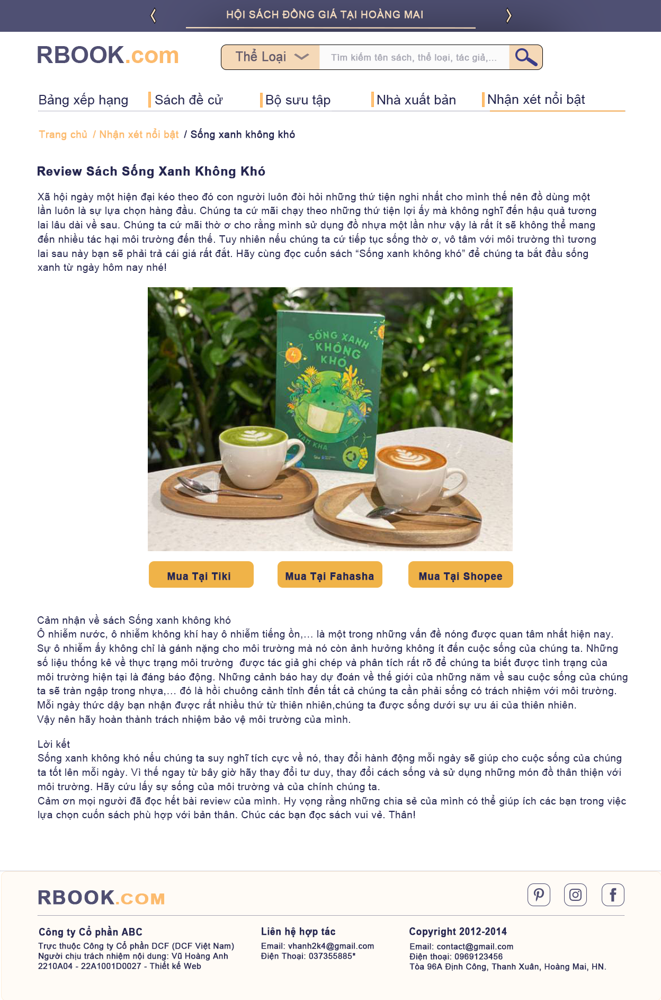 HỘI SÁCH ĐỒNG GIÁ TẠI HOÀNG MAI
RBOOK.com
Thể Loại
Tìm kiếm tên sách, thể loại, tác giả,...
Bảng xếp hạng
Sách đề cử
Bộ sưu tập
Nhà xuất bản
Nhận xét nổi bật
Trang chủ / Nhận xét nổi bật / Sống xanh không khó
Review Sách Sống Xanh Không Khó
Xã hội ngày một hiện đại kéo theo đó con người luôn đòi hỏi những thứ tiện nghi nhất cho mình thế nên đồ dùng một
lần luôn là sự lựa chọn hàng đầu. Chúng ta cứ mãi chạy theo những thứ tiện lợi ấy mà không nghĩ đến hậu quả tương
lai lâu dài về sau. Chúng ta cứ mãi thờ ơ cho rằng mình sử dụng đồ nhựa một lần như vậy là rất ít sẽ không thể mang
đến nhiều tác hại môi trường đến thế. Tuy nhiên nếu chúng ta cứ tiếp tục sống thờ ơ, vô tâm với môi trường thì tương
lai sau này bạn sẽ phải trả cái giá rất đắt. Hãy cùng đọc cuốn sách “Sống xanh không khó” để chúng ta bắt đầu sống
xanh từ ngày hôm nay nhé!
SỐNG XANH
KHÔNG
KHÓ
NAM KHA
Mua Tại Tiki
Mua Tại Fahasha
Mua Tại Shopee
Cảm nhận về sách Sống xanh không khó
Ô nhiễm nước, ô nhiễm không khí hay ô nhiễm tiếng ồn,... là một trong những vấn đề nóng được quan tâm nhất hiện nay.
Sự ô nhiễm ấy không chỉ là gánh nặng cho môi trường mà nó còn ảnh hưởng không ít đến cuộc sống của chúng ta. Những
số liệu thống kê về thực trạng môi trường  được tác giả ghi chép và phân tích rất rõ để chúng ta biết được tình trạng của
môi trường hiện tại là đáng báo động. Những cảnh báo hay dự đoán về thế giới của những năm về sau cuộc sống của chúng
ta sẽ tràn ngập trong nhựa,... đó là hồi chuông cảnh tỉnh đến tất cả chúng ta cần phải sống có trách nhiệm với môi trường.
Mỗi ngày thức dậy bạn nhận được rất nhiều thứ từ thiên nhiên,chúng ta được sống dưới sự ưu ái của thiên nhiên.
Vậy nên hãy hoàn thành trách nhiệm bảo vệ môi trường của mình.
Lời kết
Sống xanh không khó nếu chúng ta suy nghĩ tích cực về nó, thay đổi hành động mỗi ngày sẽ giúp cho cuộc sống của chúng
ta tốt lên mỗi ngày. Vì thế ngay từ bây giờ hãy thay đổi tư duy, thay đổi cách sống và sử dụng những món đồ thân thiện với
môi trường. Hãy cứu lấy sự sống của môi trường và của chính chúng ta.
Cảm ơn mọi người đã đọc hết bài review của mình. Hy vọng rằng những chia sẻ của mình có thể giúp ích các bạn trong việc
lựa chọn cuốn sách phù hợp với bản thân. Chúc các bạn đọc sách vui vẻ. Thân!
RBOOK.COM
Công ty Cổ phần ABC
Trực thuộc Công ty Cổ phần DCF (DCF Việt Nam)
Người chịu trách nhiệm nội dung: Vũ Hoàng Anh
2210A04 - 22A1001D0027 - Thiết kế Web
Liên hệ hợp tác
Email: vhanh2k4@gmail.com
Điện Thoại: 037355885*
Copyright 2012-2014
Email: contact@gmail.com
Điện thoại: 0969123456
Tòa 96A Định Công, Thanh Xuân, Hoàng Mai, HN.